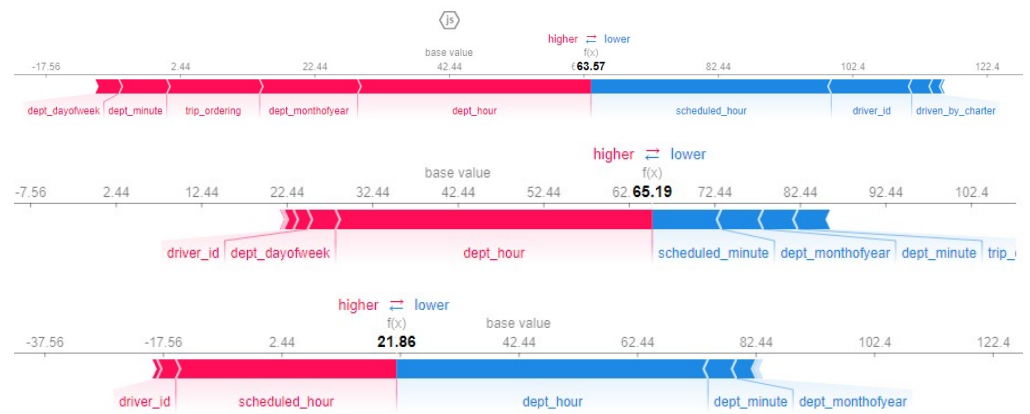 js
higher lower
base value f(x)
-17.56 2.44 22.44 42.44 6 63.57 82.44 102.4 122.4
dept_dayofweek dept_minute trip_ordering dept_monthofyear dept_hour scheduled_hour driver_id driven_by_charter
higher lower
base value f(x)
-7.56 2.44 12.44 22.44 32.44 42.44 52.44 62. 65.19 72.44 82.44 92.44 102.4
driver_id dept_dayofweek dept_hour scheduled_minute dept_monthofyear dept_minute trip_
higher lower
f(x) base value
-37.56 -17.56 2.44 21.86 42.44 62.44 82.44 102.4 122.4
driver_id scheduled_hour dept_hour dept_minute dept_monthofyear